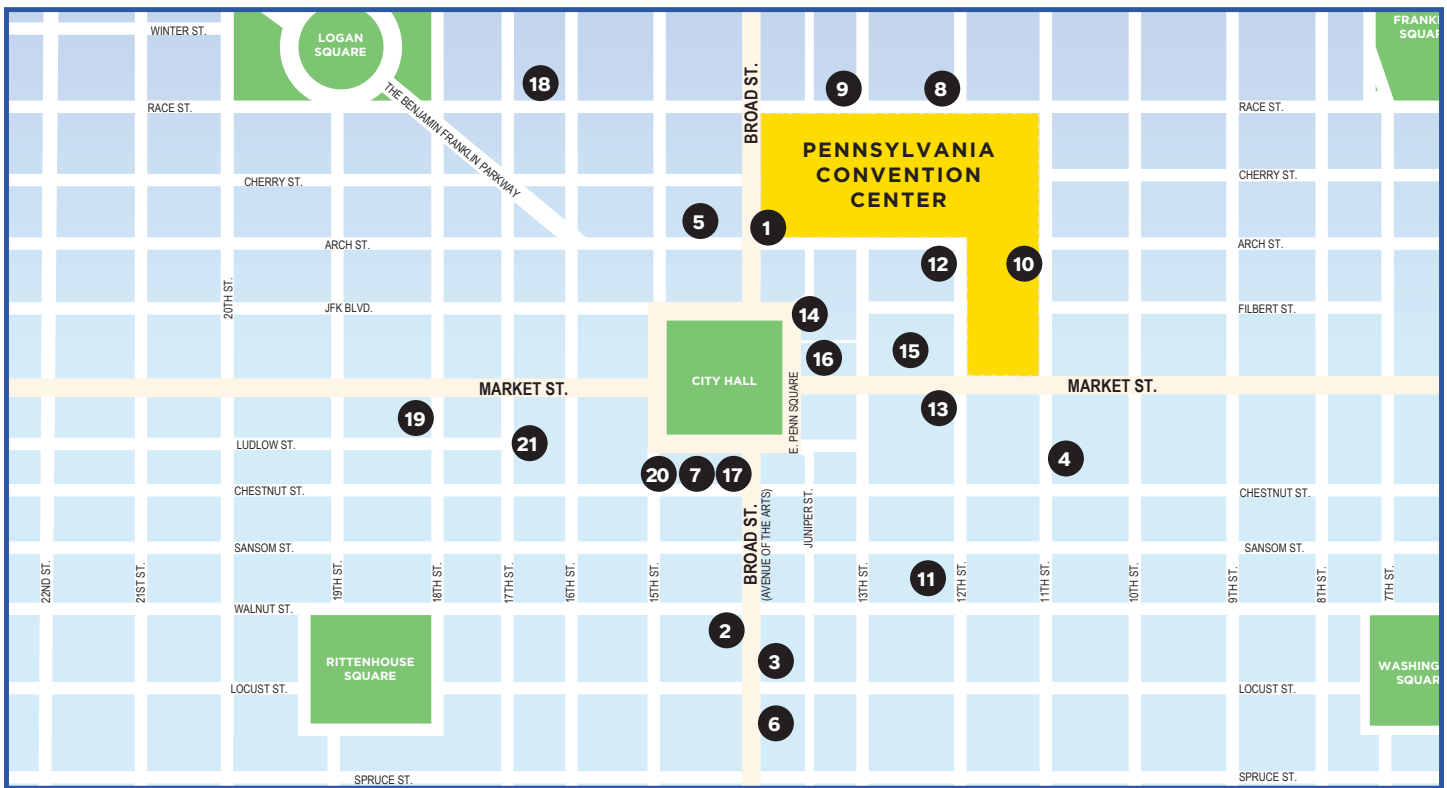 WINTER ST.
LOGAN
SQUARE
FRANK
SQUAR
18
9
8
BROAD ST.
THE BENJAMIN FRANKLIN PARKWAY
RACE ST.
RACE ST.
PENNSYLVANIA
CONVENTION
CENTER
CHERRY ST.
CHERRY ST.
5
1
ARCH ST.
ARCH ST.
12
10
20TH ST.
JFK BLVD.
FILBERT ST.
14
16
15
CITY HALL
E. PENN SQUARE
MARKET ST.
MARKET ST.
19
13
21
LUDLOW ST.
4
20
7
17
CHESTNUT ST.
CHESTNUT ST.
BROAD ST.
(AVENUE OF THE ARTS)
JUNIPER ST.
SANSOM ST.
SANSOM ST.
22ND ST.
21ST ST.
19TH ST.
18TH ST.
17TH ST.
16TH ST.
15TH ST.
13TH ST.
11
12TH ST.
11TH ST.
10TH ST.
9TH ST.
8TH ST.
7TH ST.
WALNUT ST.
2
RITTENHOUSE
SQUARE
3
WASHING
SQUAR
LOCUST ST.
LOCUST ST.
6
SPRUCE ST.
SPRUCE ST.